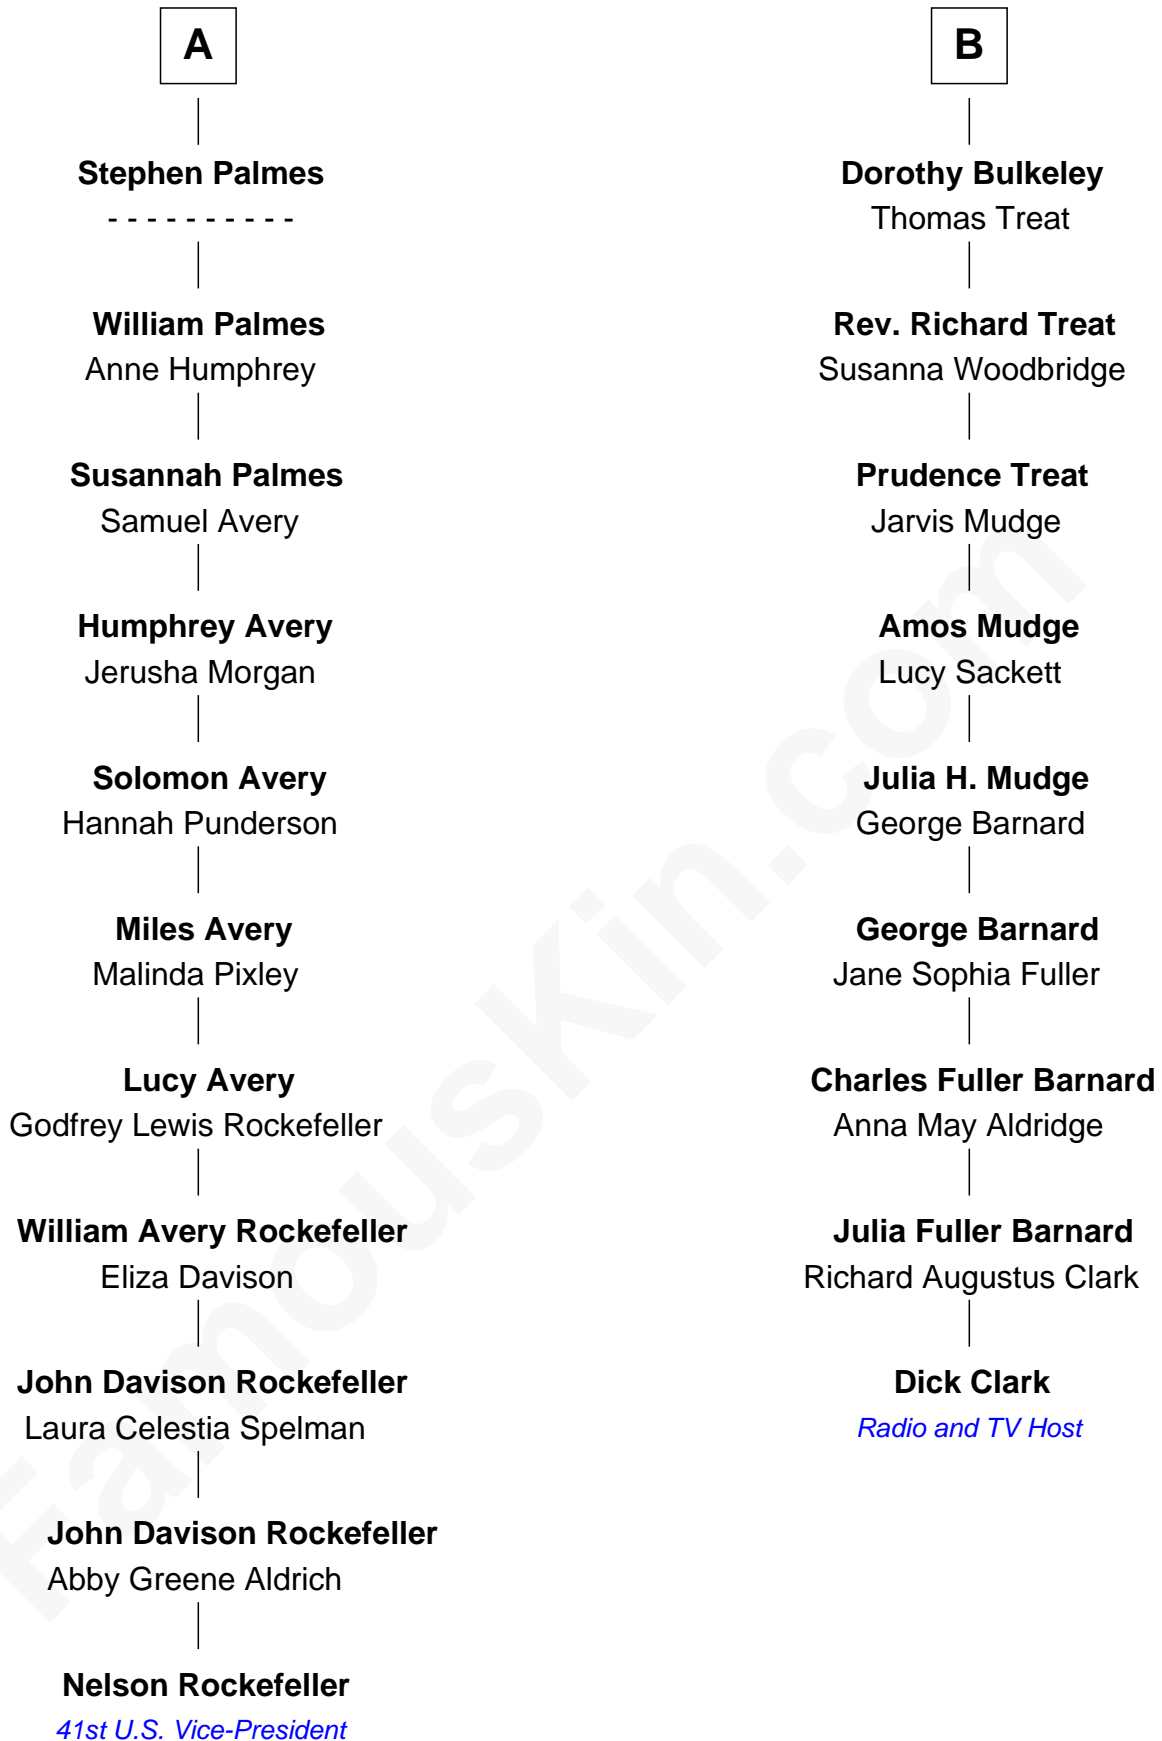 A
Stephen Palmes
- - - - - - - - - -
William Palmes
Anne Humphrey
Susannah Palmes
Samuel Avery
Humphrey Avery
Jerusha Morgan
Solomon Avery
Hannah Punderson
Miles Avery
Malinda Pixley
Lucy Avery
Godfrey Lewis Rockefeller
William Avery Rockefeller
Eliza Davison
John Davison Rockefeller
Laura Celestia Spelman
John Davison Rockefeller
Abby Greene Aldrich
Nelson Rockefeller
41st U.S. Vice-President
B
Dorothy Bulkeley
Thomas Treat
Rev. Richard Treat
Susanna Woodbridge
Prudence Treat
Jarvis Mudge
Amos Mudge
Lucy Sackett
Julia H. Mudge
George Barnard
George Barnard
Jane Sophia Fuller
Charles Fuller Barnard
Anna May Aldridge
Julia Fuller Barnard
Richard Augustus Clark
Dick Clark
Radio and TV Host
FamousKin.com